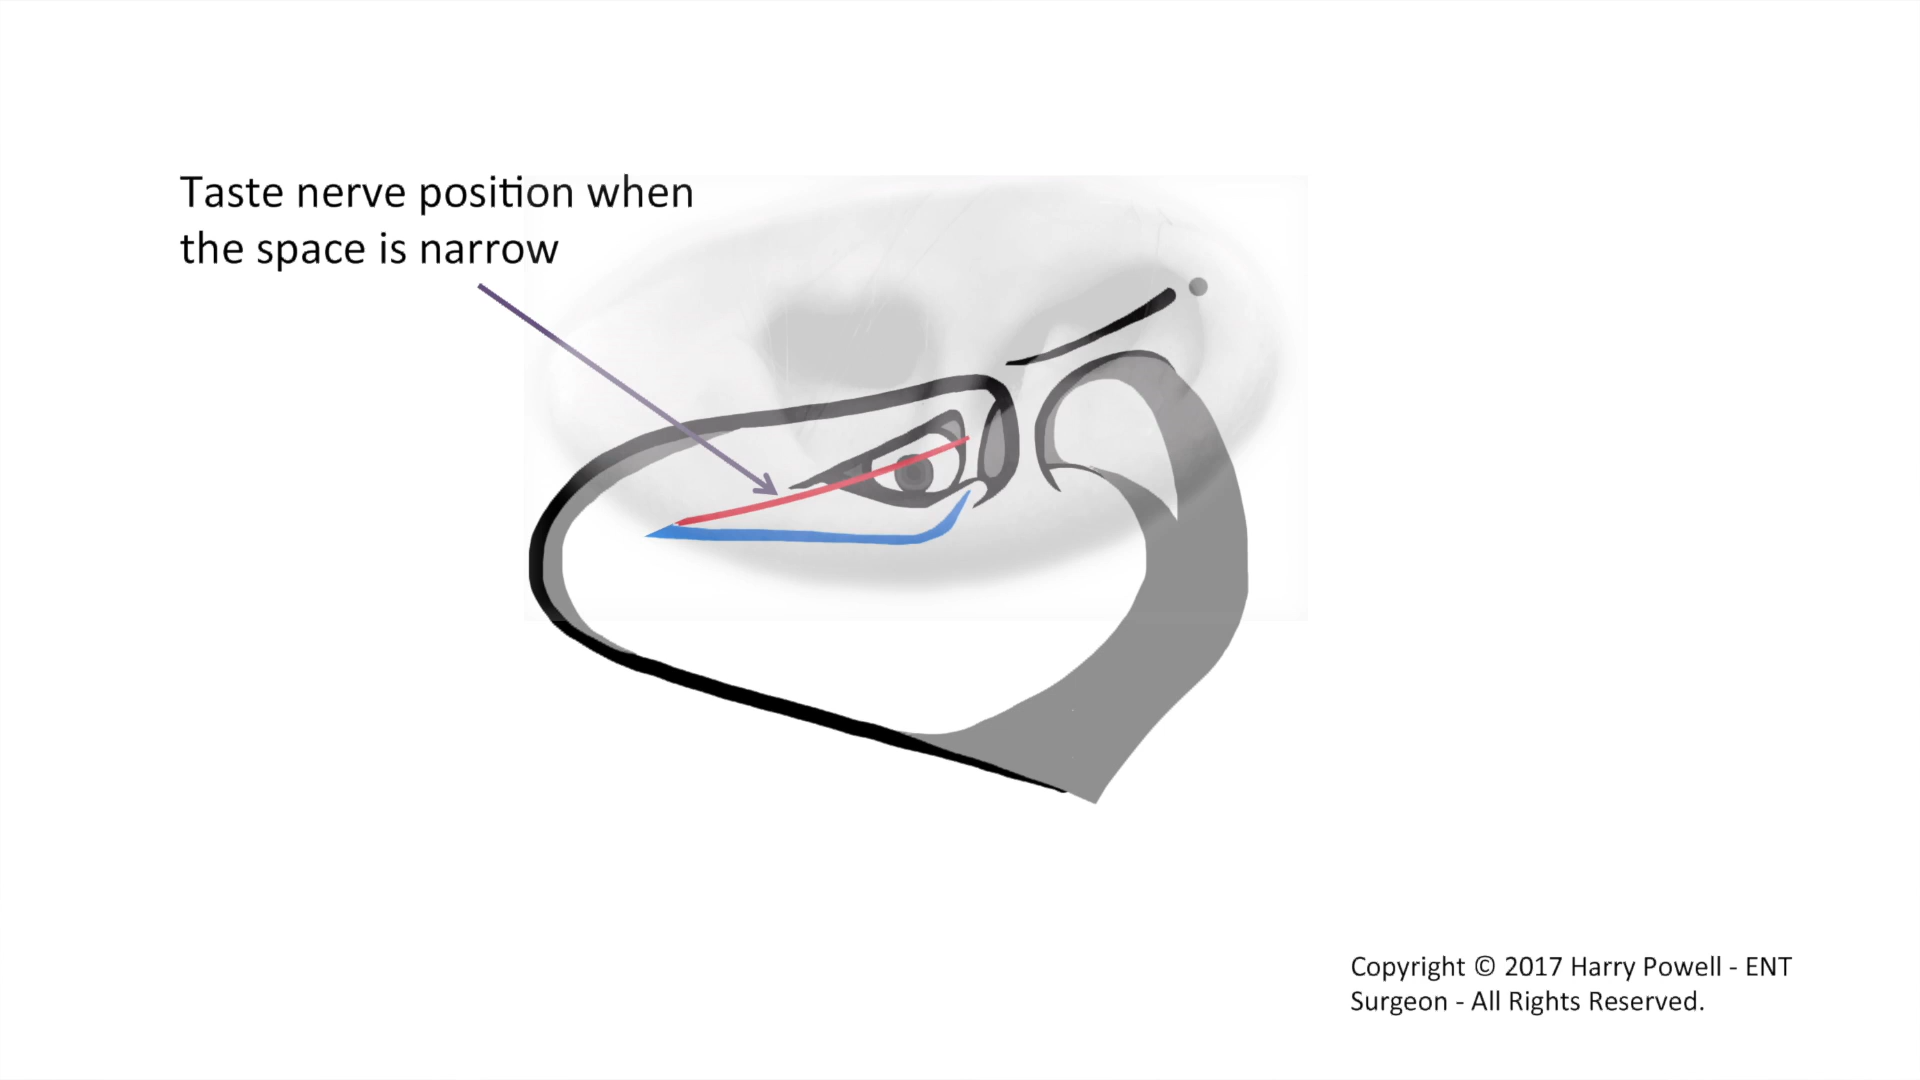 Taste nerve position when
the space is narrow
Copyright © 2017 Harry Powell - ENT
Surgeon - All Rights Reserved.